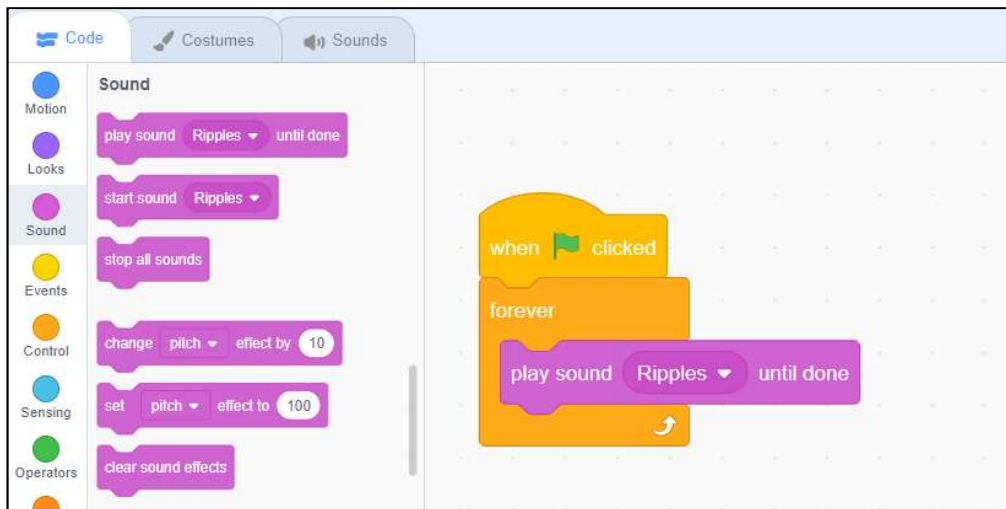 Code
Costumes
Sounds
Motion
Looks
Sound
Events
Control
Sensing
Operators
Sound
play sound Ripples until done
start sound Ripples
stop all sounds
change pitch effect by 10
set pitch effect to 100
clear sound effects
when clicked
forever
play sound Ripples until done